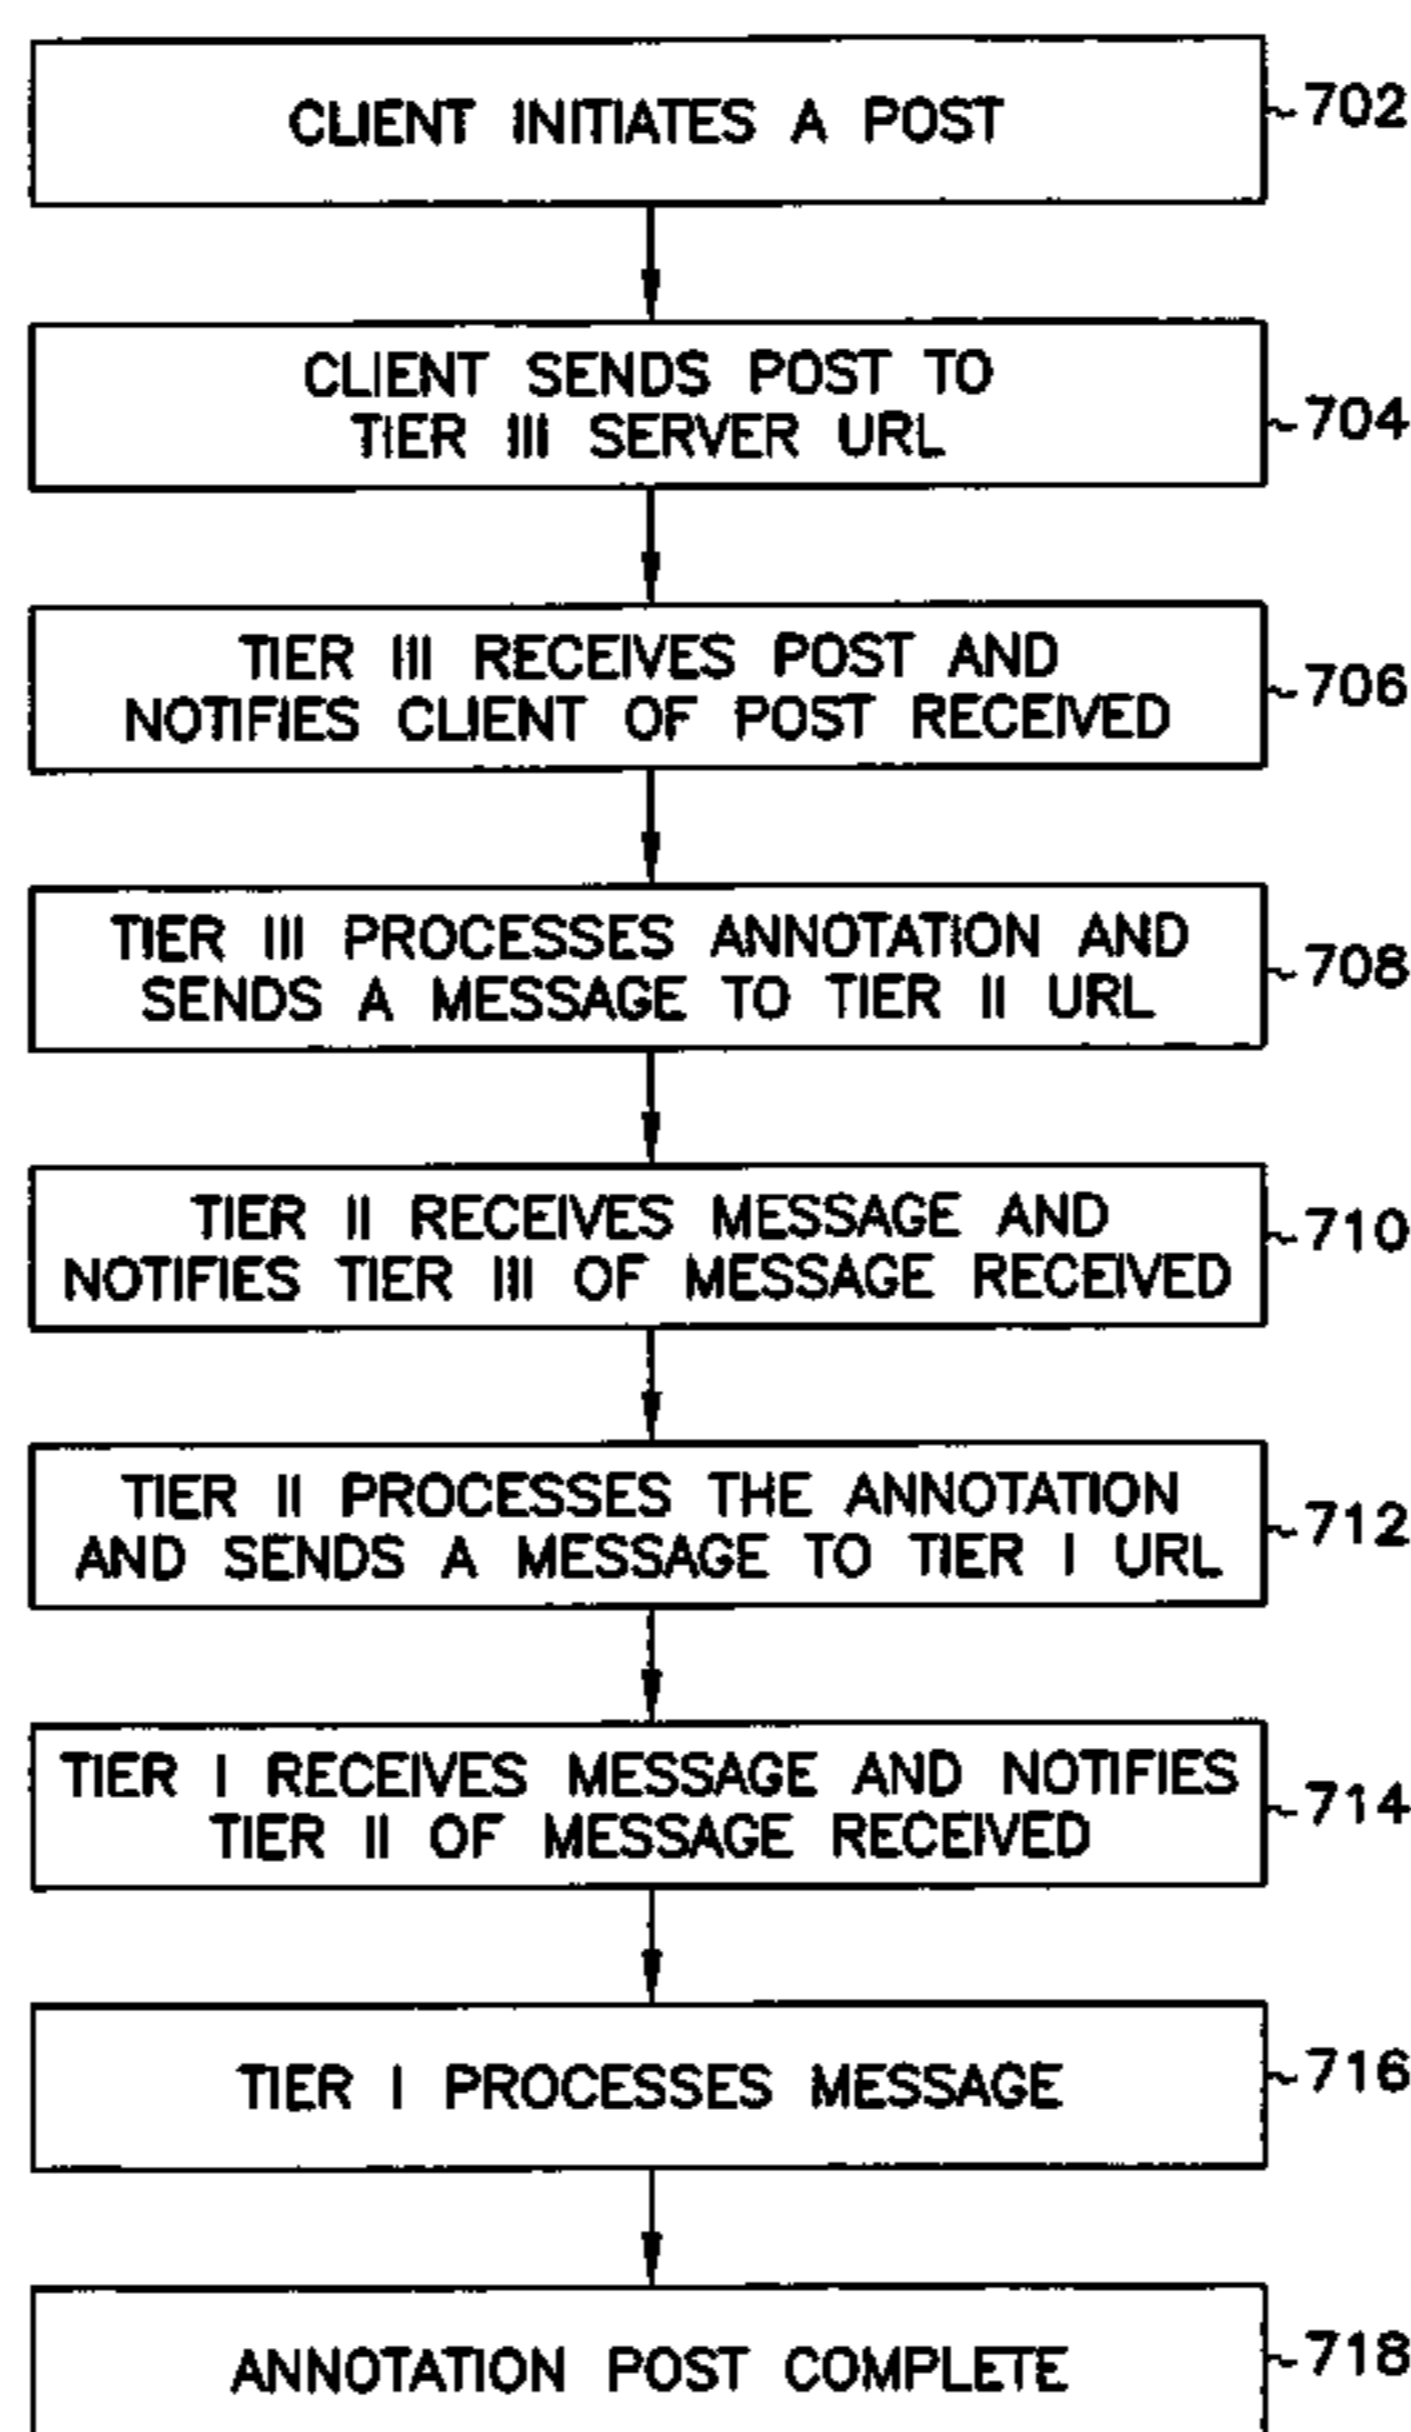 CLIENT INITIATES A POST
702
CLIENT SENDS POST TO
TIER III SERVER URL
704
TIER III RECEIVES POST AND
NOTIFIES CLIENT OF POST RECEIVED
706
TIER III PROCESSES ANNOTATION AND
SENDS A MESSAGE TO TIER II URL
708
TIER II RECEIVES MESSAGE AND
NOTIFIES TIER III OF MESSAGE RECEIVED
710
TIER II PROCESSES THE ANNOTATION
AND SENDS A MESSAGE TO TIER I URL
712
TIER I RECEIVES MESSAGE AND NOTIFIES
TIER II OF MESSAGE RECEIVED
714
TIER I PROCESSES MESSAGE
716
ANNOTATION POST COMPLETE
718